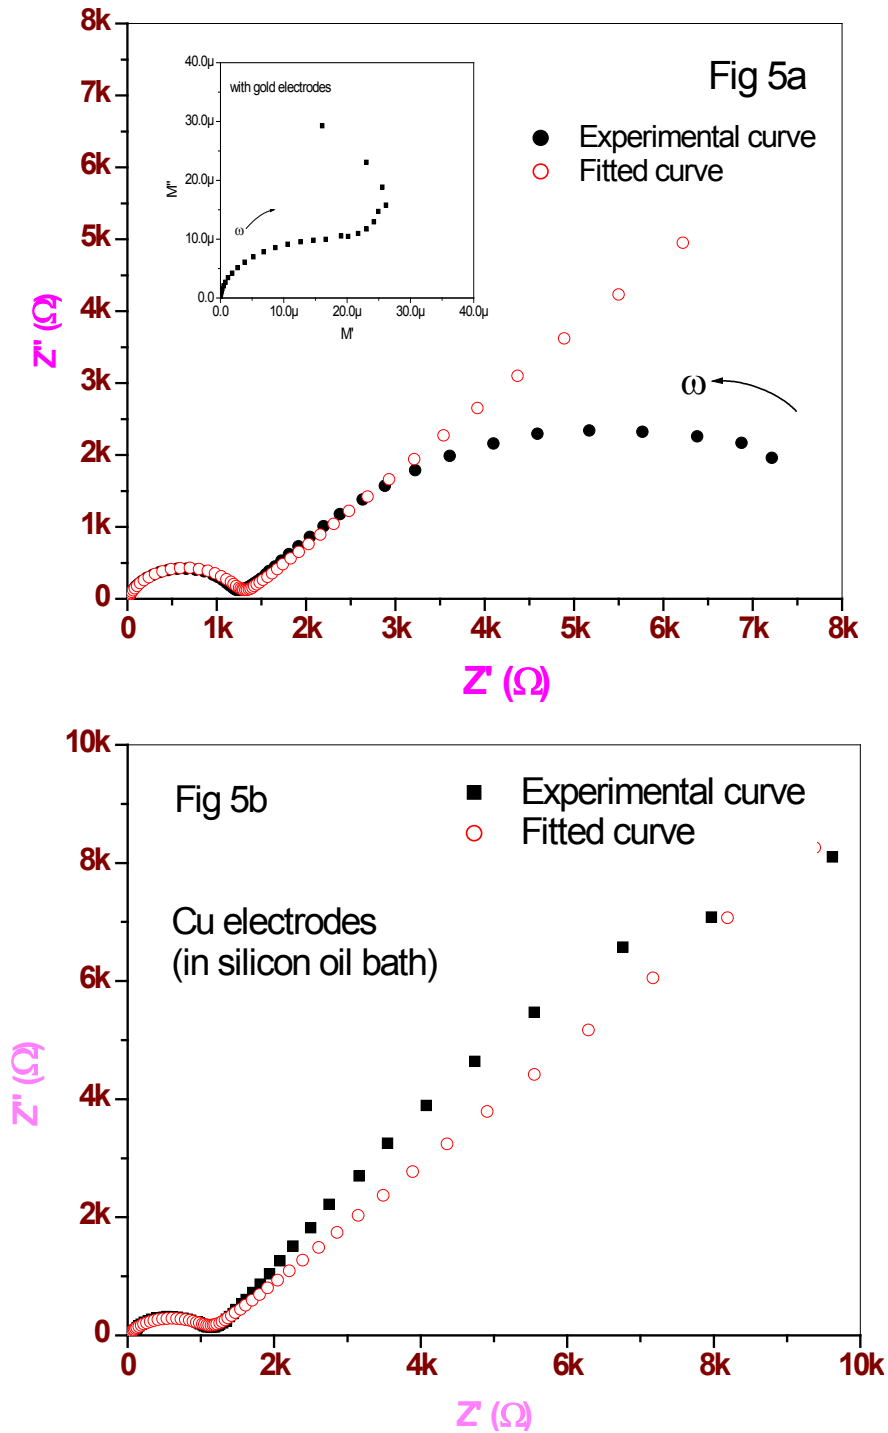 8k
7k
6k
5k
4k
3k
2k
1k
0
Z'' (Ω)
0 1k 2k 3k 4k 5k 6k 7k 8k
Z' (Ω)
Fig 5a
Experimental curve
Fitted curve
ω
40.0μ
30.0μ
20.0μ
10.0μ
0.0
M''
with gold electrodes
ω
0.0 10.0μ 20.0μ 30.0μ 40.0μ
M'
10k
8k
6k
4k
2k
0
Z'' (Ω)
Fig 5b
Experimental curve
Fitted curve
Cu electrodes
(in silicon oil bath)
0 2k 4k 6k 8k 10k
Z' (Ω)